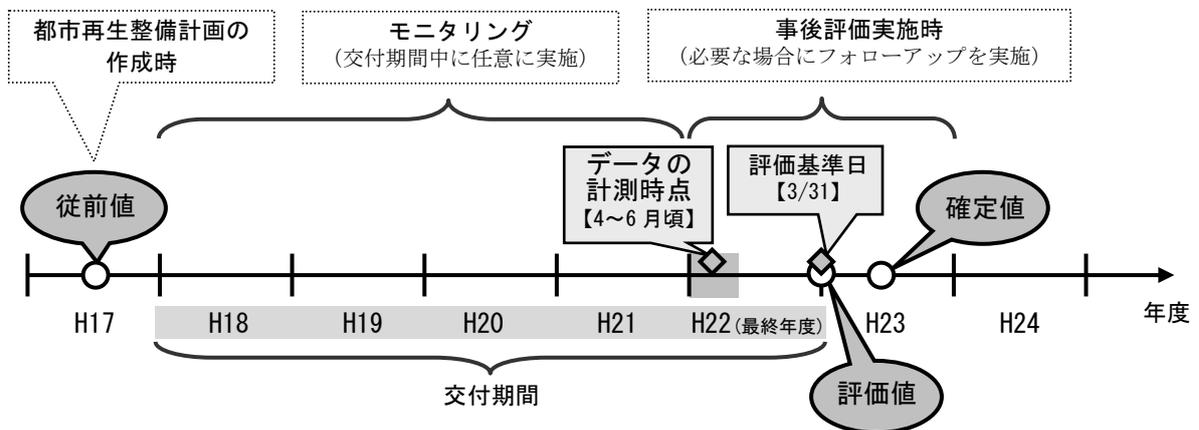 都市再生整備計画の
作成時
モニタリング
（交付期間中に任意に実施）
事後評価実施時
（必要な場合にフォローアップを実施）
データの
計測時点
【4～6月頃】
評価基準日
【3/31】
従前値
確定値
H17
H18
H19
H20
H21
H22（最終年度）
H23
H24
年度
交付期間
評価値